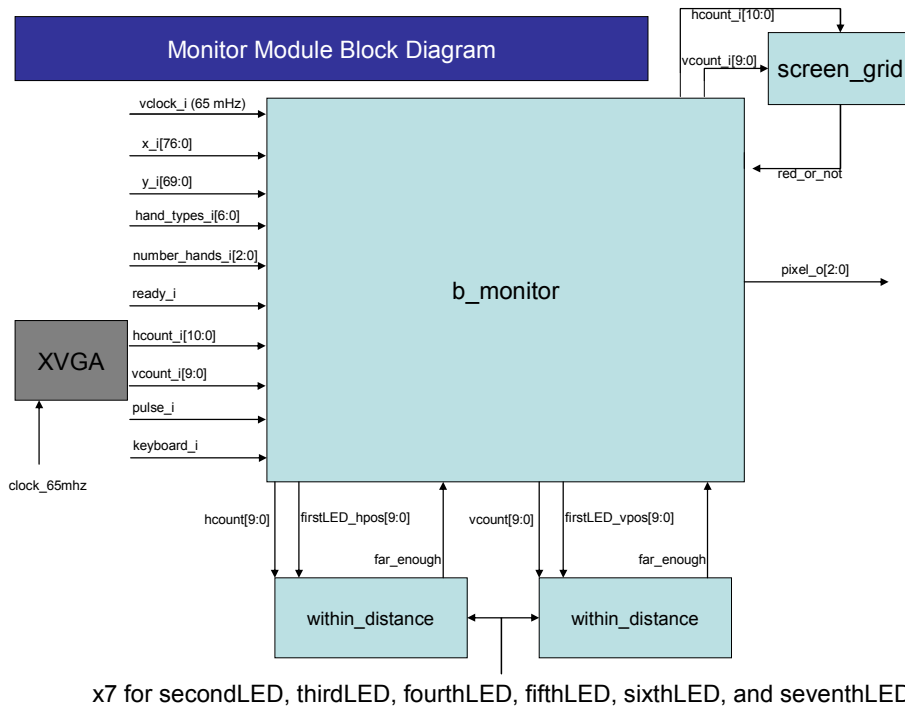 Monitor Module Block Diagram
hcount_i[10:0]
vcount_i[9:0]
screen_grid
red_or_not
vclock_i (65 mHz)
x_i[76:0]
y_i[69:0]
hand_types_i[6:0]
number_hands_i[2:0]
ready_i
hcount_i[10:0]
vcount_i[9:0]
pulse_i
keyboard_i
XVGA
clock_65mhz
b_monitor
pixel_o[2:0]
hcount[9:0]
firstLED_hpos[9:0]
far_enough
vcount[9:0]
firstLED_vpos[9:0]
far_enough
within_distance
within_distance
x7 for secondLED, thirdLED, fourthLED, fifthLED, sixthLED, and seventhLED